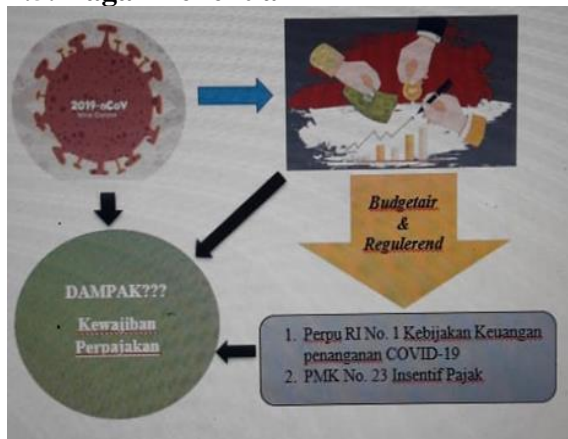 2019-nCoV
Budgetair
&
Regulerend
DAMPAK???
Kewajiban
Perpajakan
1. Perpu RI No. 1 Kebijakan Keuangan
penanganan COVID-19
2. PMK No. 23 Insentif Pajak